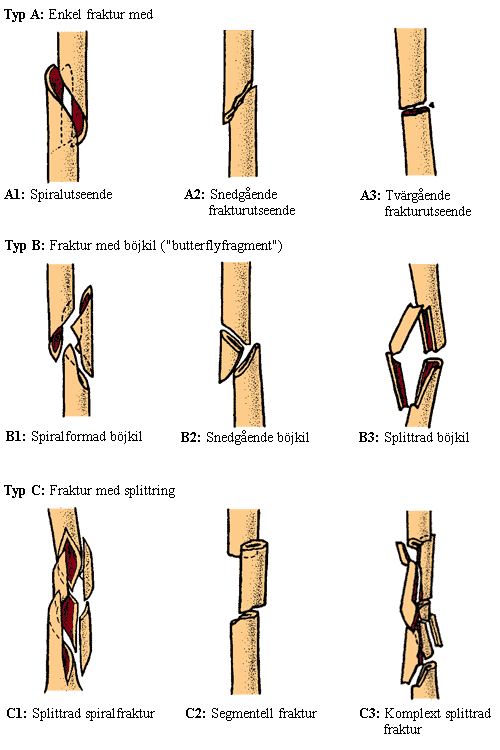 Typ A: Enkel fraktur med
A1: Spiralutseende
A2: Snedgående
frakturutseende
A3: Tvärgående
frakturutseende
Typ B: Fraktur med böjkil ("butterflyfragment")
B1: Spiralformad böjkil
B2: Snedgående böjkil
B3: Splittrad böjkil
Typ C: Fraktur med splittring
C1: Splittrad spiralfraktur
C2: Segmentell fraktur
C3: Komplext splittrad
fraktur